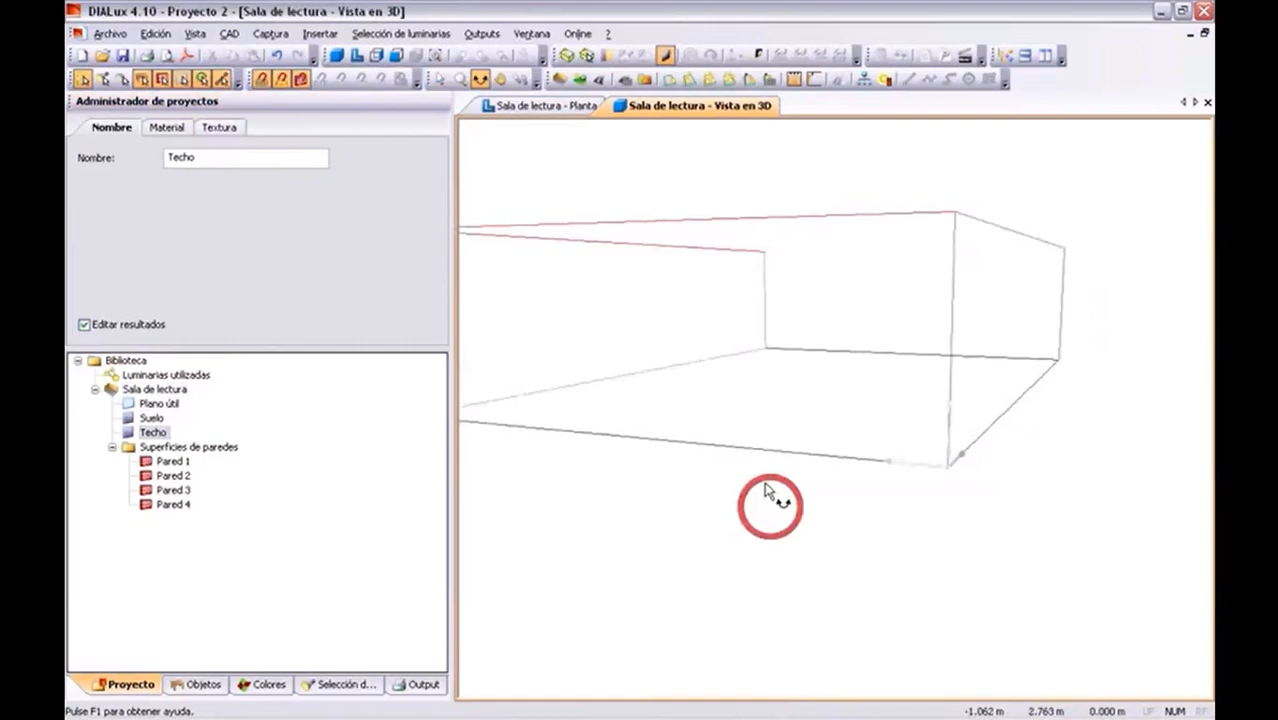 DIALux 4.10 - Proyecto 2 - [Sala de lectura - Vista en 3D]
Archivo Edición Vista CAD Captura Insertar Selección de luminarias Outputs Ventana Online ?
Administrador de proyectos
Sala de lectura - Planta
Sala de lectura - Vista en 3D
Nombre Material Textura
Nombre: Techo
Editar resultados
Biblioteca
Luminarias utilizadas
Sala de lectura
Plano útil
Suelo
Techo
Superficies de paredes
Pared 1
Pared 2
Pared 3
Pared 4
Proyecto Objetos Colores Selección d... Output
Pulse F1 para obtener ayuda.
-1.062 m 2.763 m 0.000 m NUM